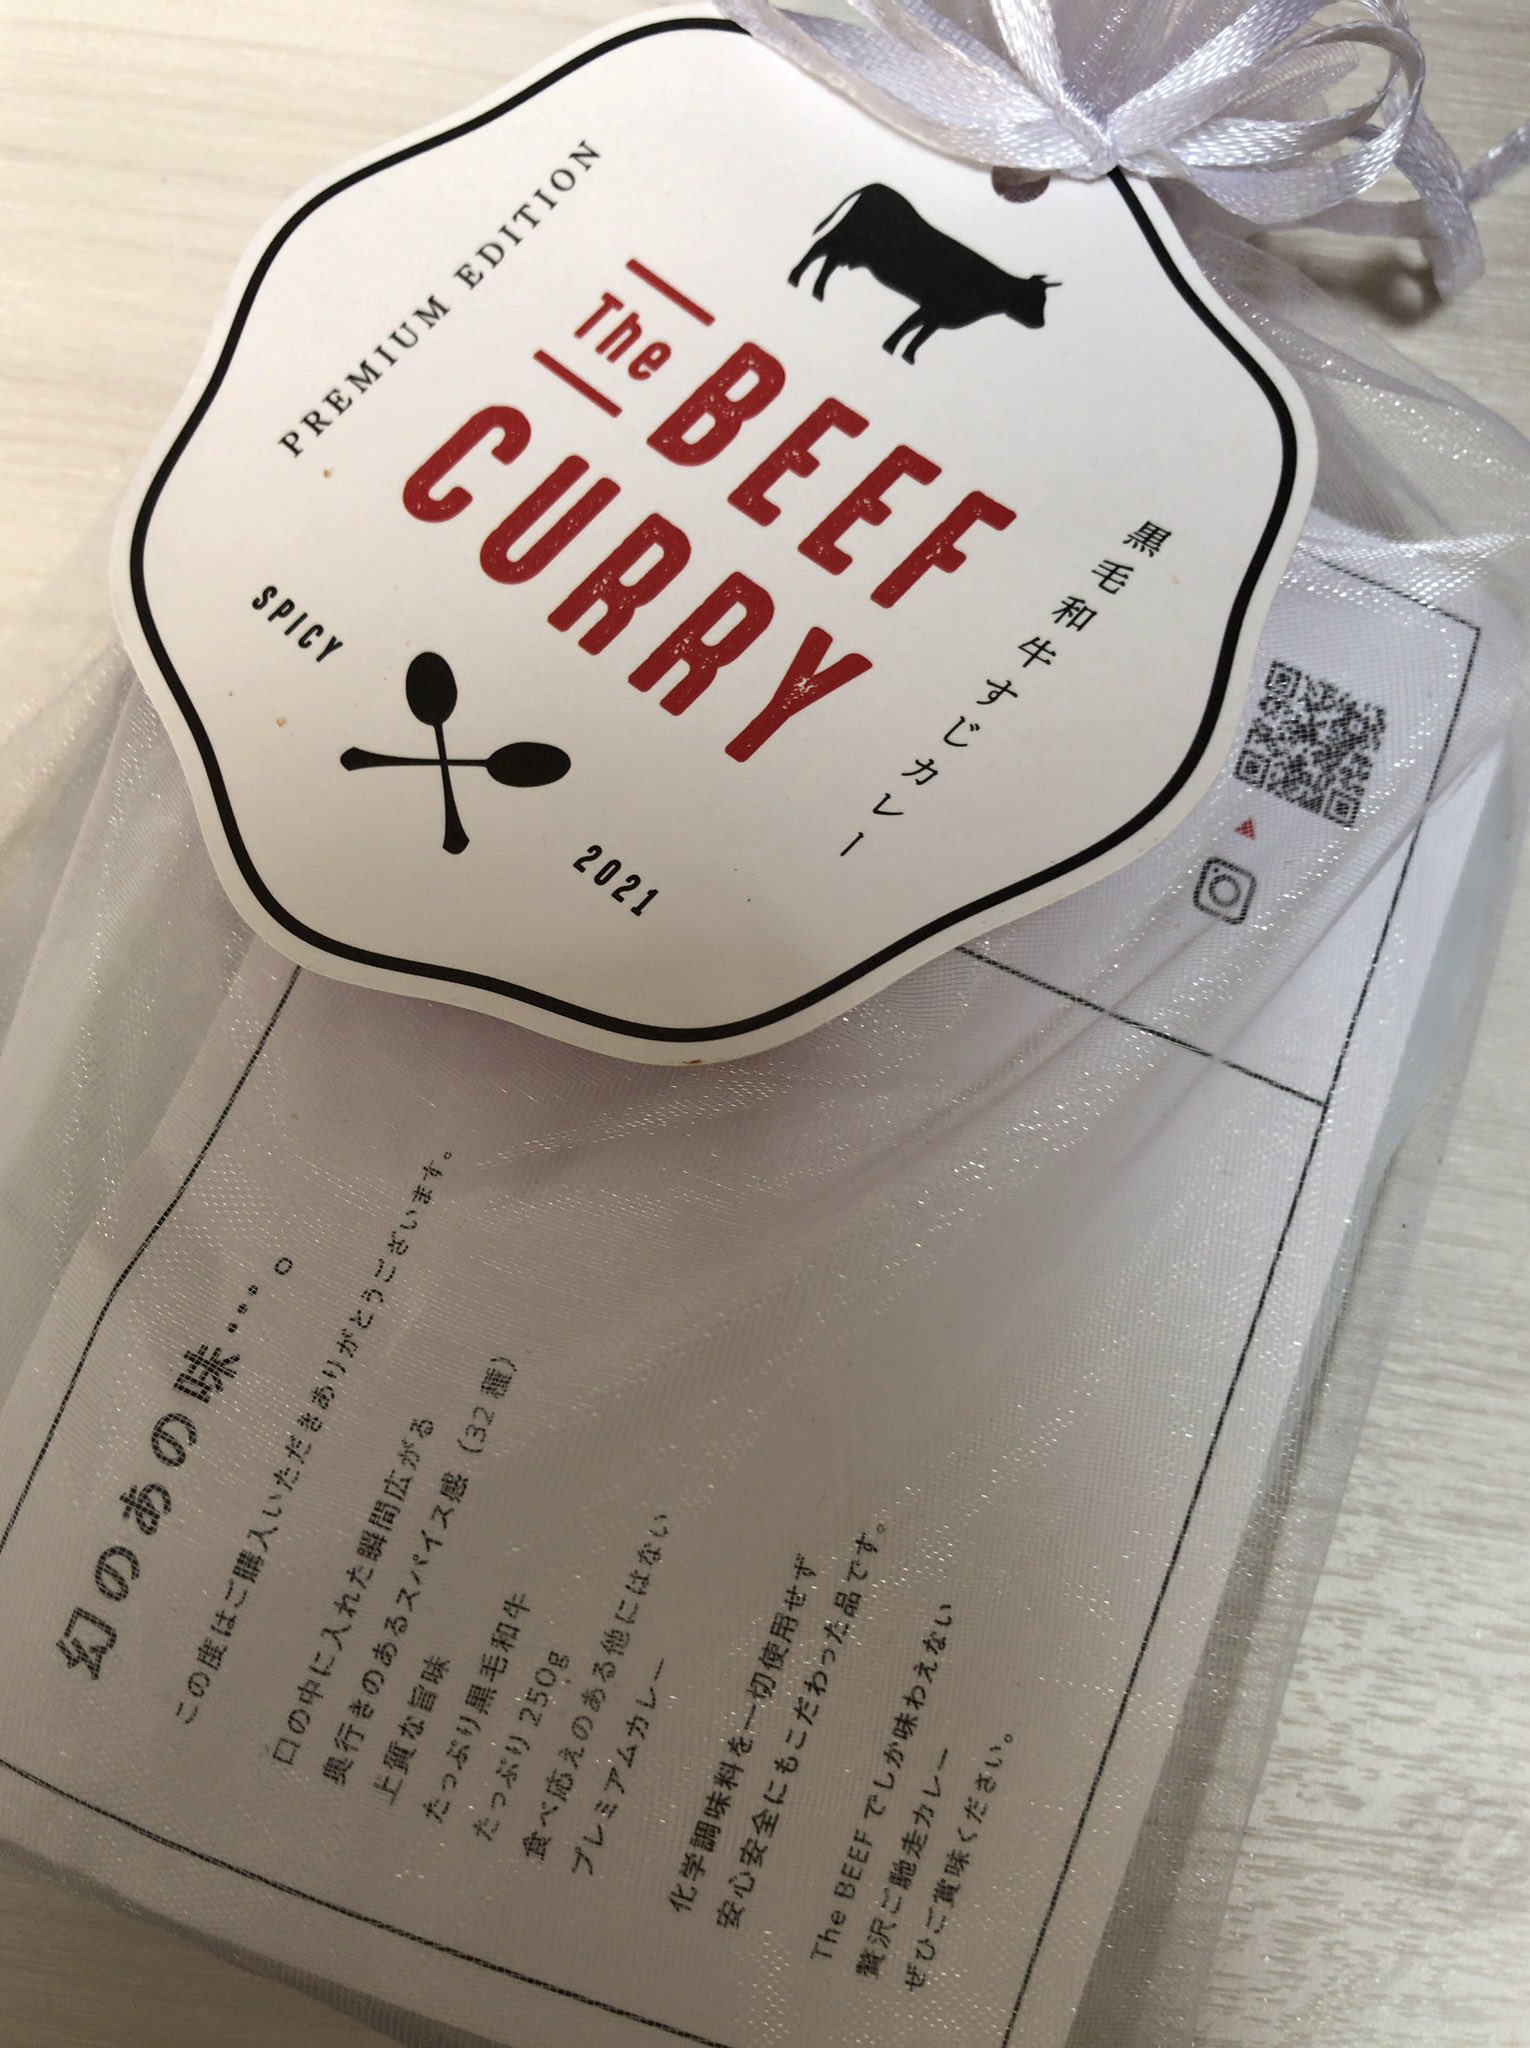 PREMIUM EDITION
The
BEEF
CURRY
黒毛和牛すじカレー
SPICY
2021
幻のあの味…。
この度はご購入いただきありがとうございます。
口の中に入れた瞬間広がる
奥行きのあるスパイス感（32種）
上質な旨味
たっぷり黒毛和牛
たっぷり250g
食べ応えのある他にはない
プレミアムカレー
化学調味料を一切使用せず
安心安全にもこだわった品です。
The BEEFでしか味わえない
贅沢ご馳走カレー
ぜひご賞味ください。